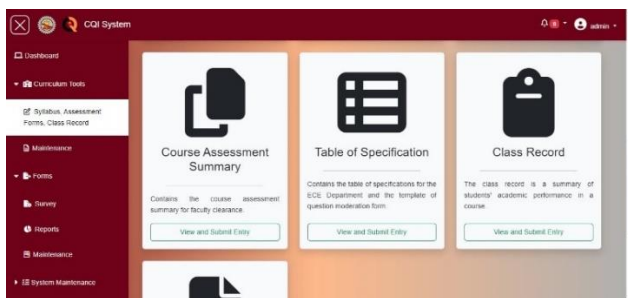 CQI System
admin
Dashboard
Curriculum Tools
Syllabus, Assessment
Forms, Class Record
Maintenance
Forms
Survey
Reports
Maintenance
System Maintenance
Course Assessment
Summary
Contains the course assessment
summary for faculty clearance.
View and Submit Entry
Table of Specification
Contains the table of specifications for the
ECE Department and the template of
question moderation form.
View and Submit Entry
Class Record
The class record is a summary of
students' academic performance in a
course.
View and Submit Entry